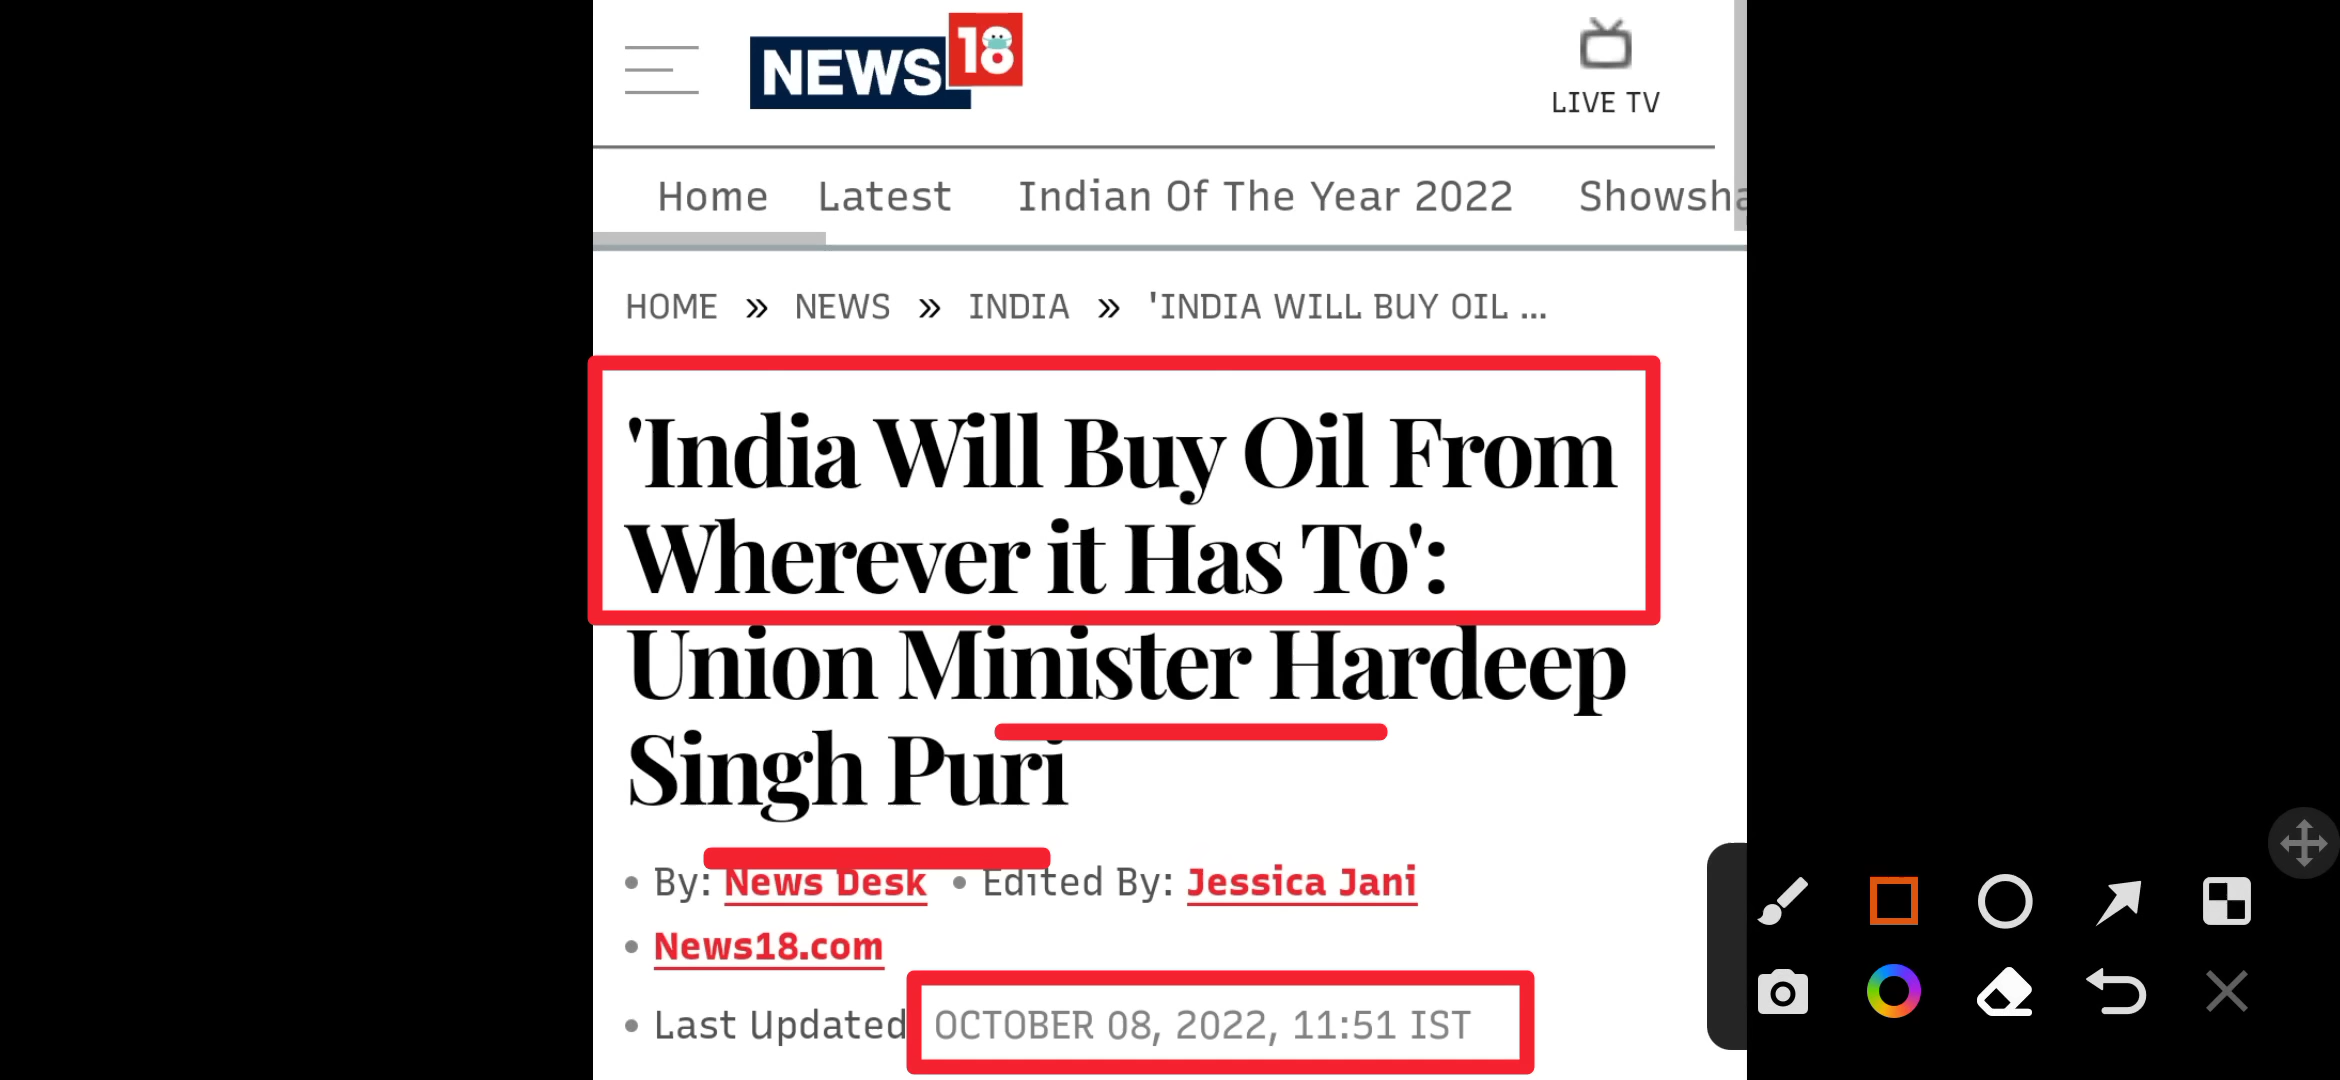 NEWS18
LIVE TV
Home Latest Indian Of The Year 2022 Showsha
HOME » NEWS » INDIA » 'INDIA WILL BUY OIL ...
'India Will Buy Oil From
Wherever it Has To':
Union Minister Hardeep
Singh Puri
• By: News Desk • Edited By: Jessica Jani
• News18.com
• Last Updated OCTOBER 08, 2022, 11:51 IST